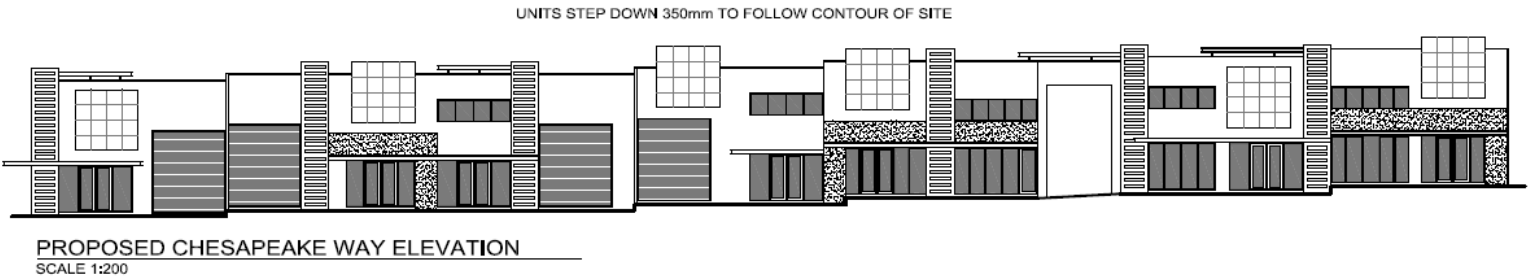 UNITS STEP DOWN 350mm TO FOLLOW CONTOUR OF SITE
PROPOSED CHESAPEAKE WAY ELEVATION
SCALE 1:200